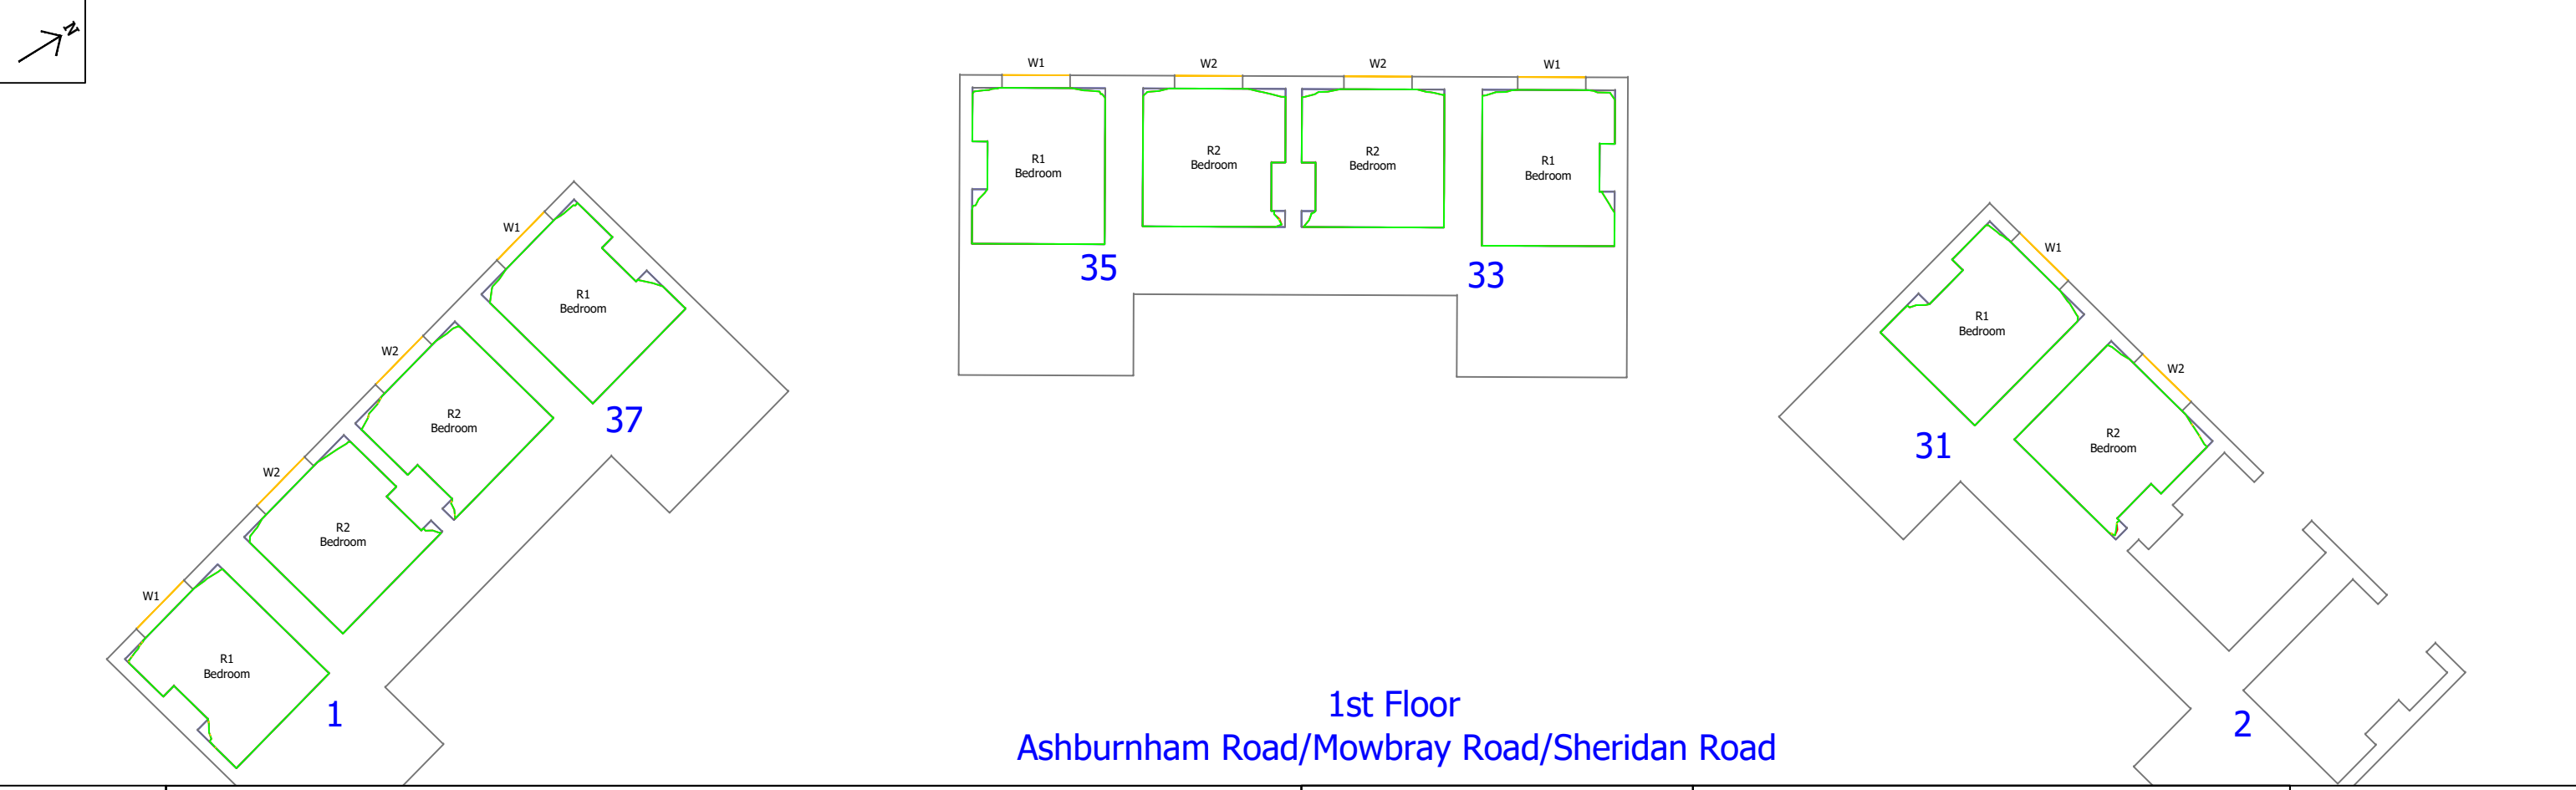 N
W1
W2
W2
W1
R1
Bedroom
R2
Bedroom
R2
Bedroom
R1
Bedroom
35
33
W1
R1
Bedroom
W2
R2
Bedroom
37
W2
R2
Bedroom
W1
R1
Bedroom
1
W1
R1
Bedroom
W2
R2
Bedroom
31
2
1st Floor
Ashburnham Road/Mowbray Road/Sheridan Road